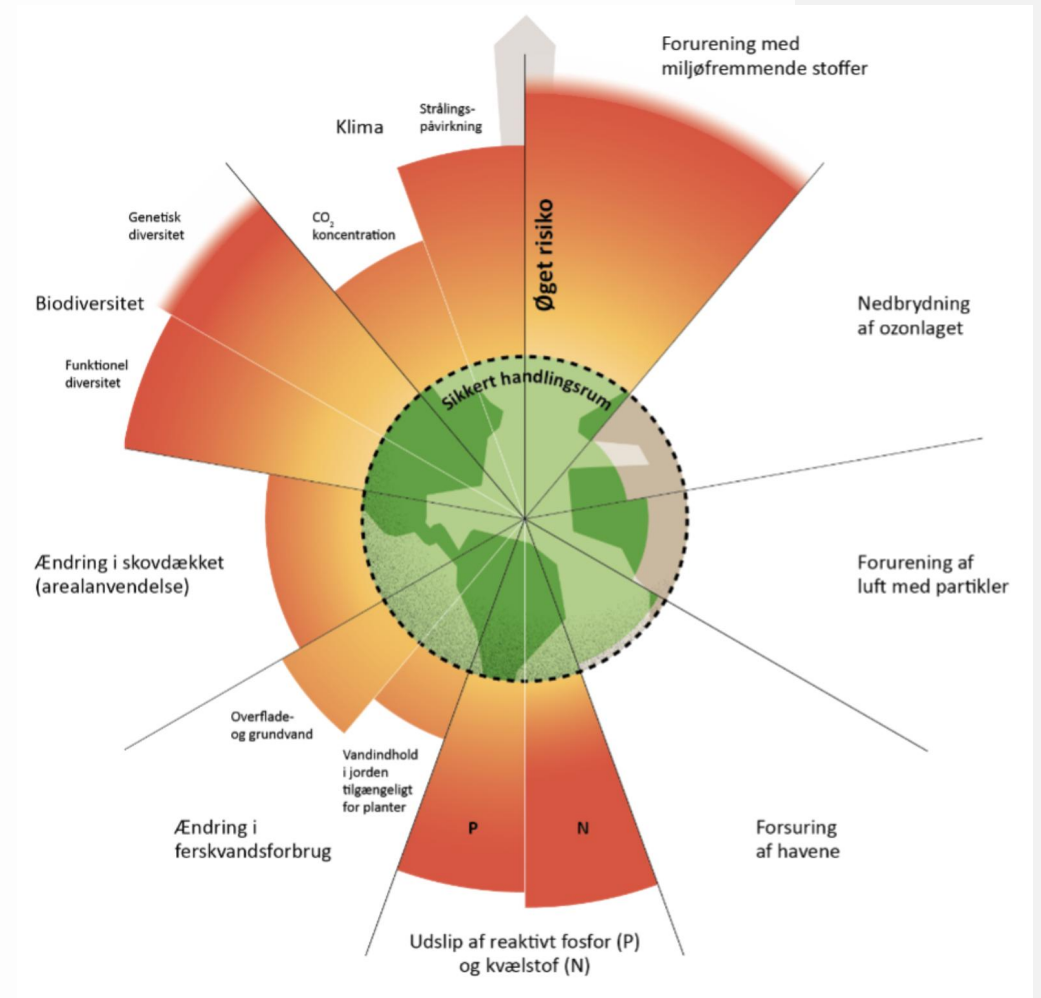 Forurening med
miljøfremmende stoffer
Strålings-
påvirkning
Klima
Genetisk
diversitet
CO₂
koncentration
Øget risiko
Biodiversitet
Nedbrydning
af ozonlaget
Funktionel
diversitet
Sikkert handlingsrum
Ændring i skovdækket
(arealanvendelse)
Forurening af
luft med partikler
Overflade-
og grundvand
Vandindhold
i jorden
tilgængeligt
for planter
Ændring i
ferskvandsforbrug
P
N
Forsuring
af havene
Udslip af reaktivt fosfor (P)
og kvælstof (N)